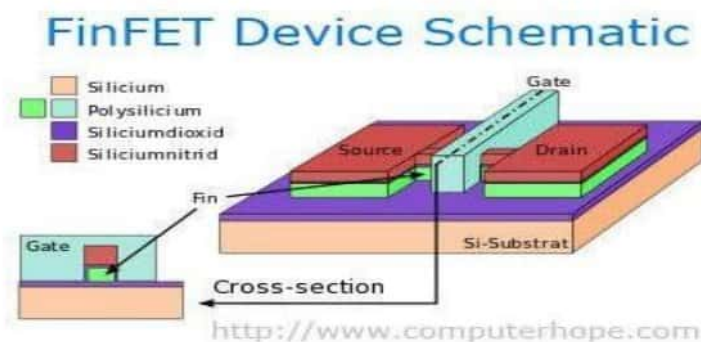 FinFET Device Schematic
Silicium
Polysilicium
Siliciumdioxid
Siliciumnitrid
Gate
Source
Drain
Fin
Si-Substrat
Gate
Cross-section
http://www.computerhope.com